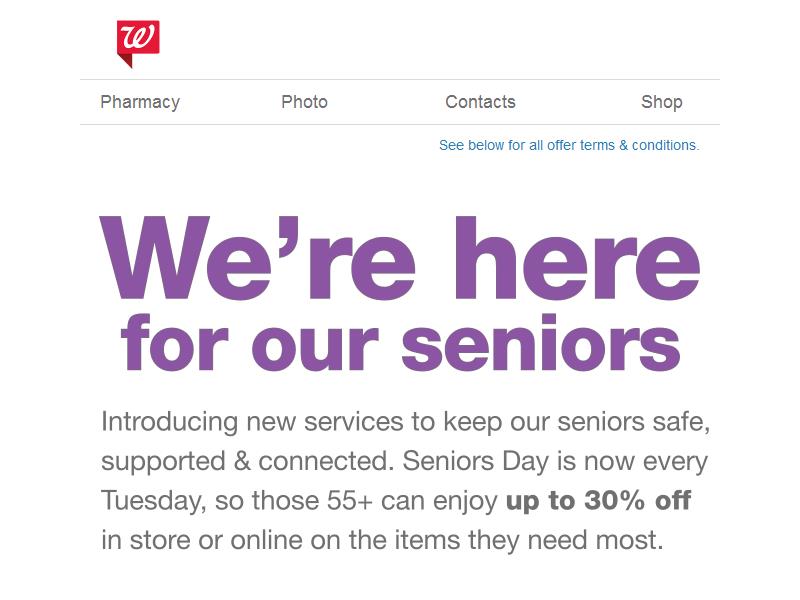 W
Pharmacy Photo Contacts Shop
See below for all offer terms & conditions.
We’re here
for our seniors
Introducing new services to keep our seniors safe,
supported & connected. Seniors Day is now every
Tuesday, so those 55+ can enjoy up to 30% off
in store or online on the items they need most.